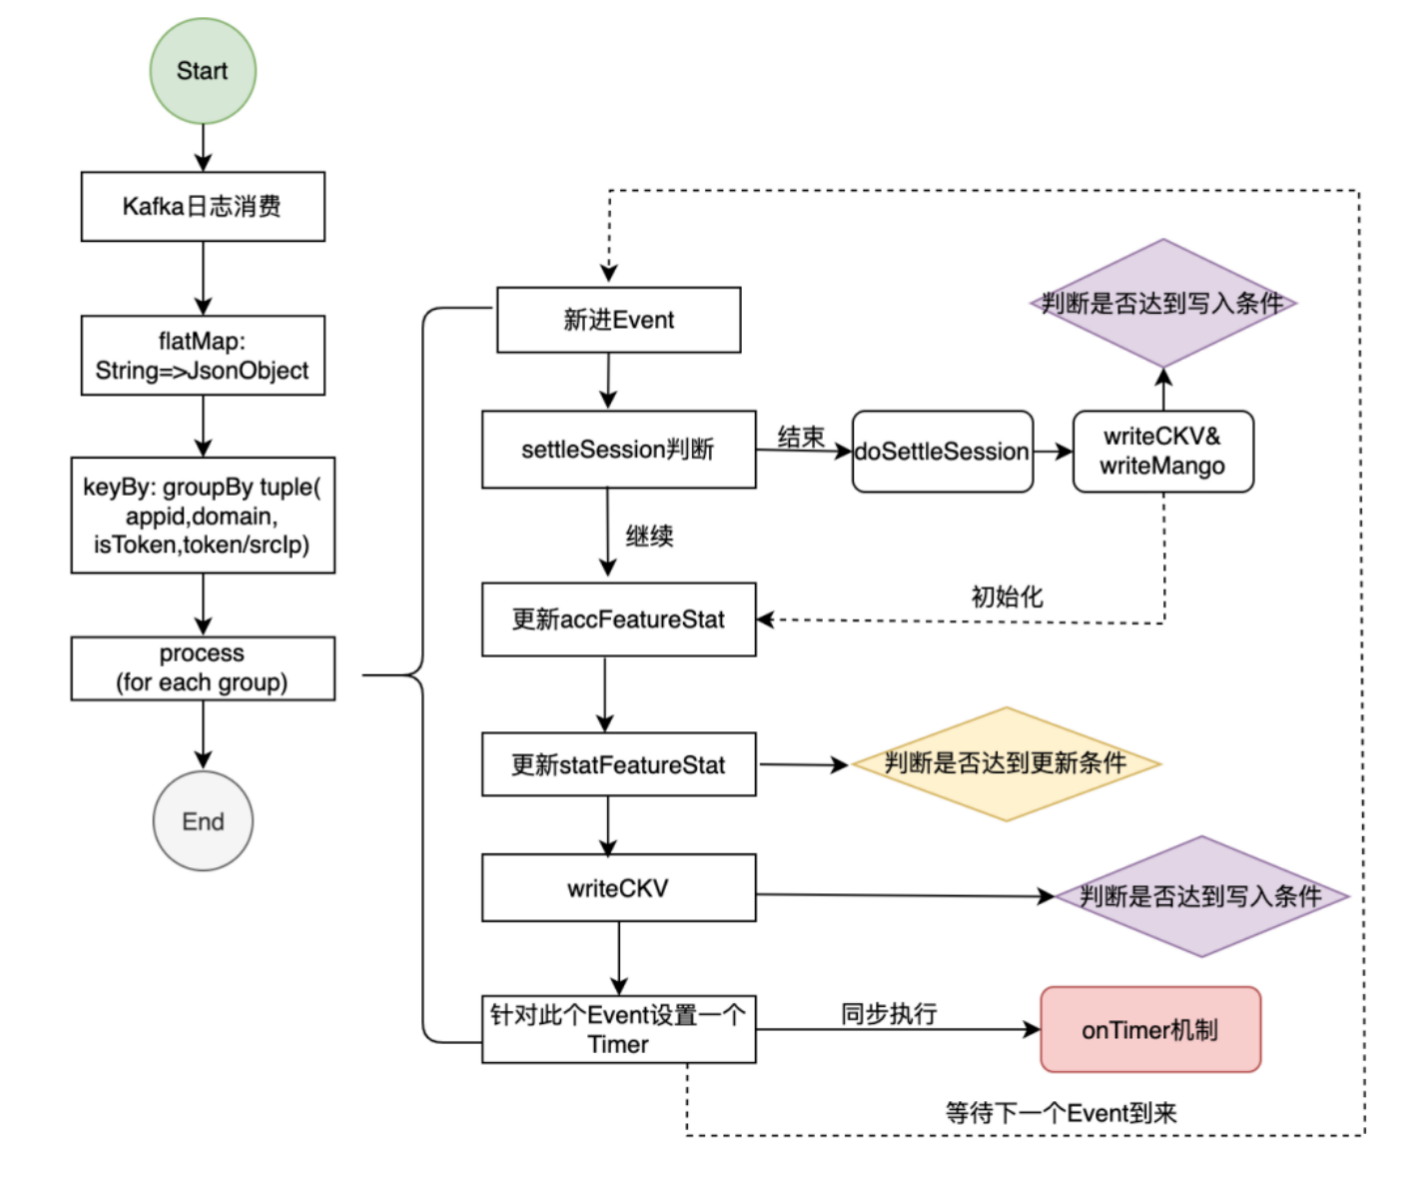 Start
Kafka日志消费
flatMap:
String=>JsonObject
keyBy: groupBy tuple(
appid,domain,
isToken,token/srcIp)
process
(for each group)
End
新进Event
settleSession判断
结束
doSettleSession
writeCKV&
writeMango
判断是否达到写入条件
继续
初始化
更新accFeatureStat
更新statFeatureStat
判断是否达到更新条件
writeCKV
判断是否达到写入条件
针对此个Event设置一个
Timer
同步执行
onTimer机制
等待下一个Event到来